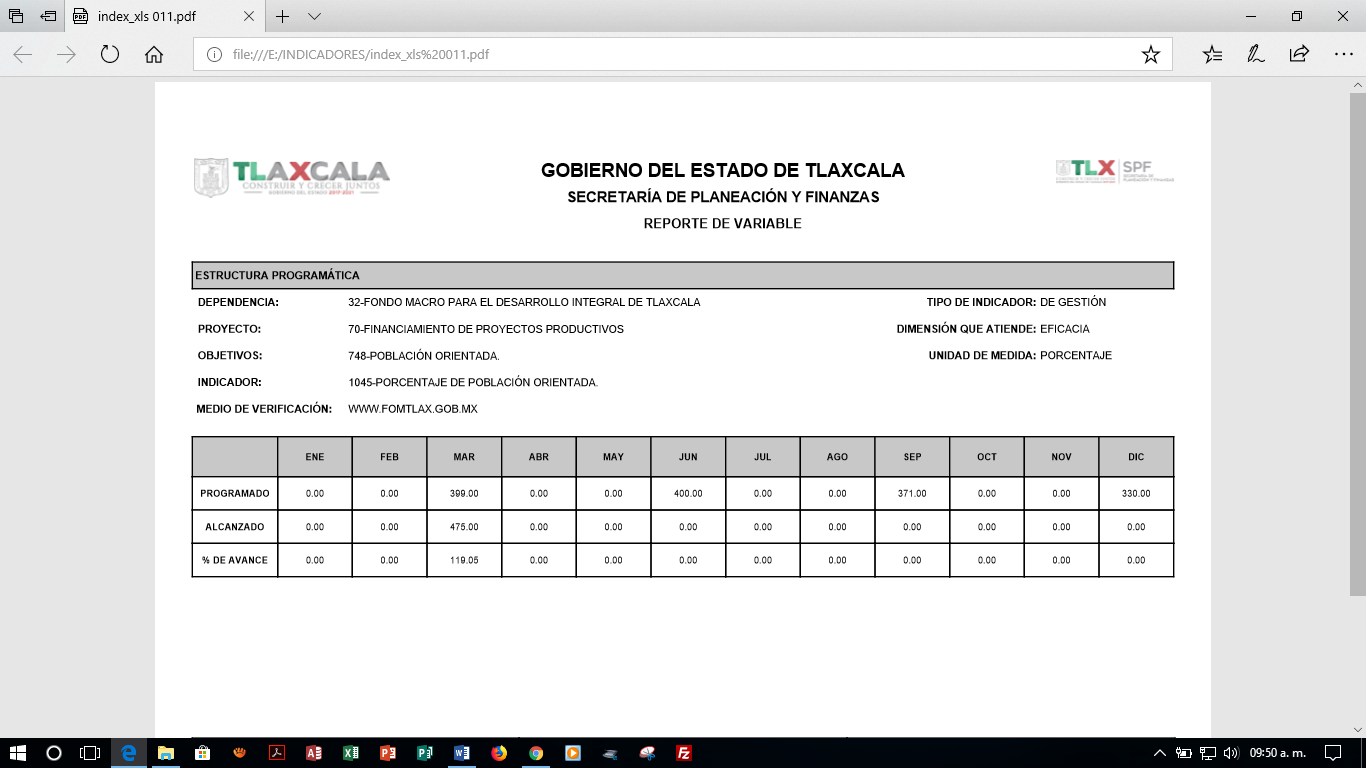 index_xls 011.pdf
file:///E:/INDICADORES/index_xls%20011.pdf
TLAXCALA
CONSTRUIR Y CRECER JUNTOS
GOBIERNO DEL ESTADO 2017-2021
GOBIERNO DEL ESTADO DE TLAXCALA
SECRETARÍA DE PLANEACIÓN Y FINANZAS
REPORTE DE VARIABLE
TLX SPF
ESTRUCTURA PROGRAMÁTICA
DEPENDENCIA: 32-FONDO MACRO PARA EL DESARROLLO INTEGRAL DE TLAXCALA TIPO DE INDICADOR: DE GESTIÓN
PROYECTO: 70-FINANCIAMIENTO DE PROYECTOS PRODUCTIVOS DIMENSIÓN QUE ATIENDE: EFICACIA
OBJETIVOS: 748-POBLACIÓN ORIENTADA. UNIDAD DE MEDIDA: PORCENTAJE
INDICADOR: 1045-PORCENTAJE DE POBLACIÓN ORIENTADA.
MEDIO DE VERIFICACIÓN: WWW.FOMTLAX.GOB.MX
ENE FEB MAR ABR MAY JUN JUL AGO SEP OCT NOV DIC
PROGRAMADO 0.00 0.00 399.00 0.00 0.00 400.00 0.00 0.00 371.00 0.00 0.00 330.00
ALCANZADO 0.00 0.00 475.00 0.00 0.00 0.00 0.00 0.00 0.00 0.00 0.00 0.00
% DE AVANCE 0.00 0.00 119.05 0.00 0.00 0.00 0.00 0.00 0.00 0.00 0.00 0.00
09:50 a. m.